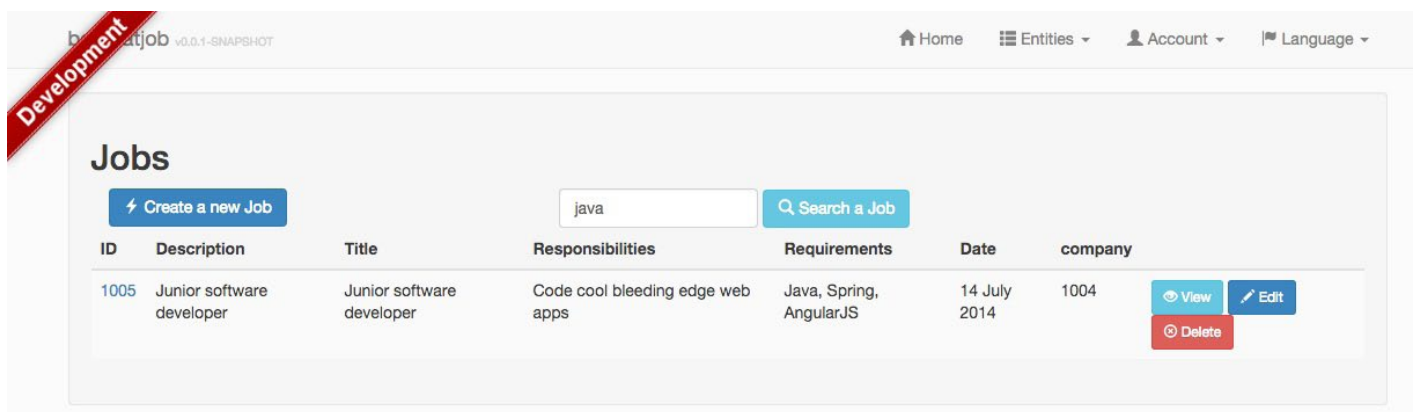 Development
v0.0.1-SNAPSHOT
Home Entities Account Language
Jobs
Create a new Job java Search a Job
ID Description Title Responsibilities Requirements Date company
1005 Junior software Junior software Code cool bleeding edge web Java, Spring, 14 July 1004 View Edit
developer developer apps AngularJS 2014
Delete